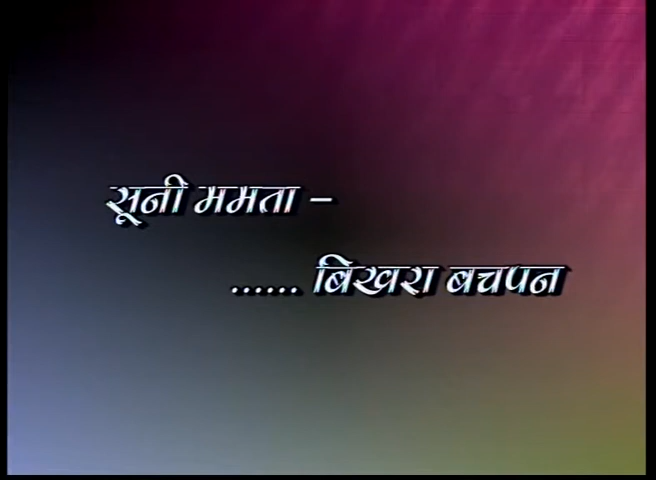 सूनी ममता –
...... बिखरा बचपन